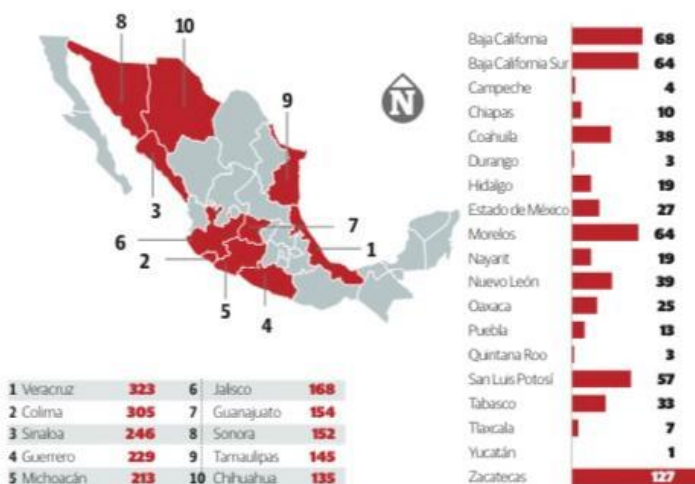 8
10
9
N
3
6
7
1
2
5
4
1 Veracruz 323 6 Jalisco 168
2 Colima 305 7 Guanajuato 154
3 Sinaloa 246 8 Sonora 152
4 Guerrero 229 9 Tamaulipas 145
5 Michoacán 213 10 Chihuahua 135
Baja California 68
Baja California Sur 64
Campeche 4
Chiapas 10
Coahuila 38
Durango 3
Hidalgo 19
Estado de México 27
Morelos 64
Nayarit 19
Nuevo León 39
Oaxaca 25
Puebla 13
Quintana Roo 3
San Luis Potosí 57
Tabasco 33
Tlaxcala 7
Yucatán 1
Zacatecas 127